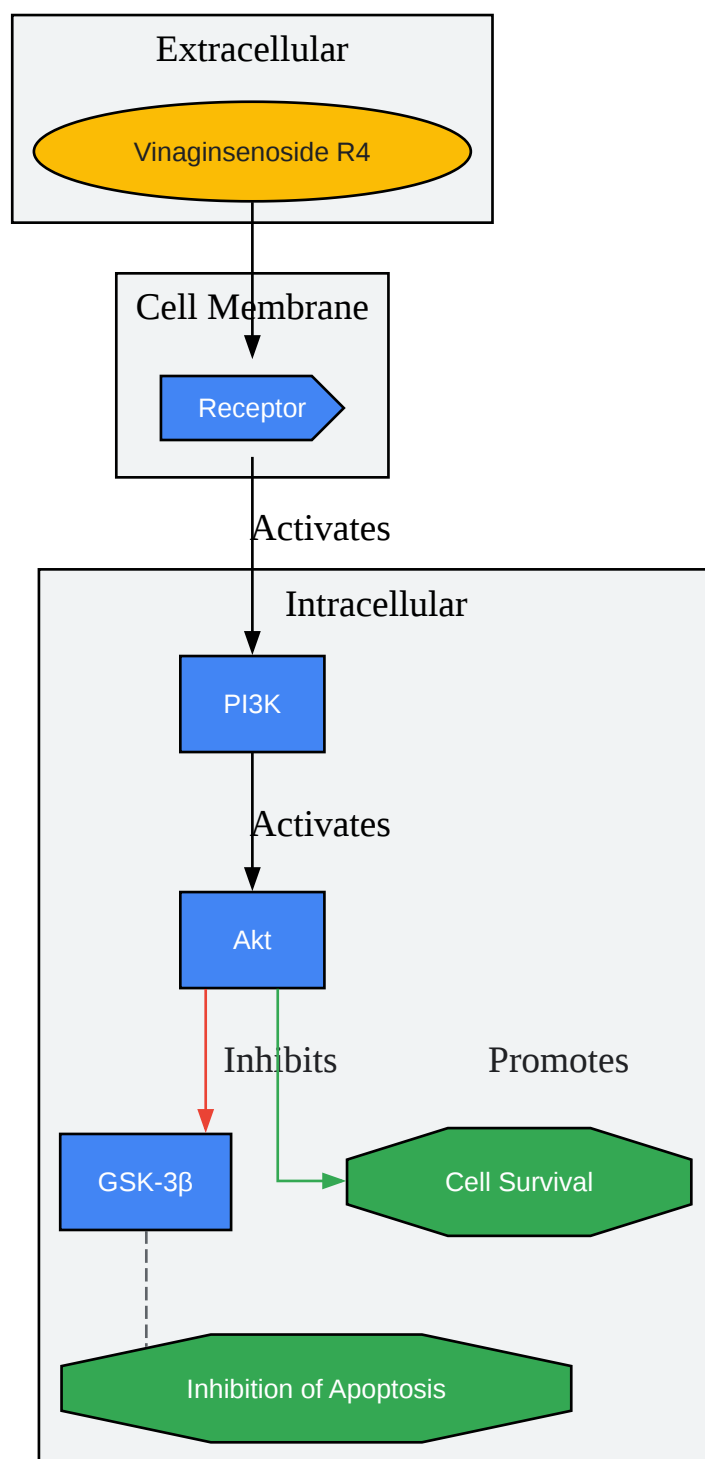 Extracellular
Vinaginsenoside R4
Cell Membrane
Receptor
Activates
Intracellular
PI3K
Activates
Akt
Inhibits
Promotes
GSK-3β
Cell Survival
Inhibition of Apoptosis